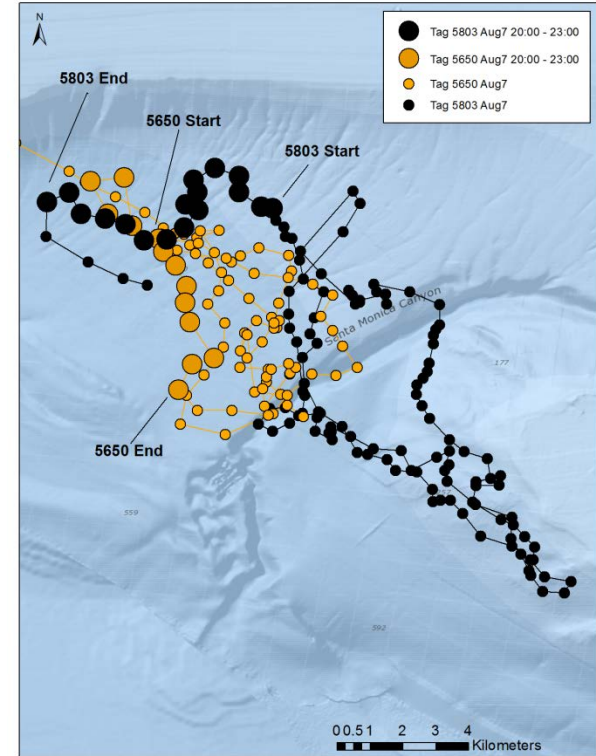 N
Tag 5803 Aug7 20:00 - 23:00
Tag 5650 Aug7 20:00 - 23:00
Tag 5650 Aug7
Tag 5803 Aug7
5803 End
5650 Start
5803 Start
Santa Monica Canyon
177
5650 End
559
592
0 0.5 1 2 3 4
Kilometers